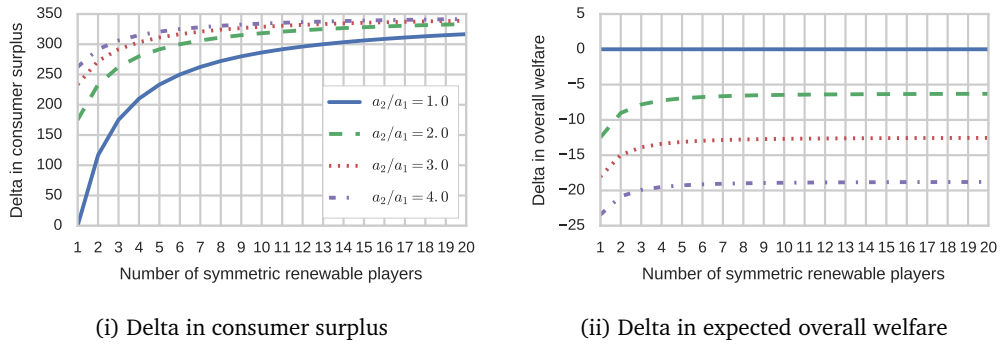 350
300
250
200
150
100
50
0
Delta in consumer surplus
a₂/a₁ = 1.0
a₂/a₁ = 2.0
a₂/a₁ = 3.0
a₂/a₁ = 4.0
1 2 3 4 5 6 7 8 9 10 11 12 13 14 15 16 17 18 19 20
Number of symmetric renewable players
(i) Delta in consumer surplus
5
0
−5
−10
−15
−20
−25
Delta in overall welfare
1 2 3 4 5 6 7 8 9 10 11 12 13 14 15 16 17 18 19 20
Number of symmetric renewable players
(ii) Delta in expected overall welfare